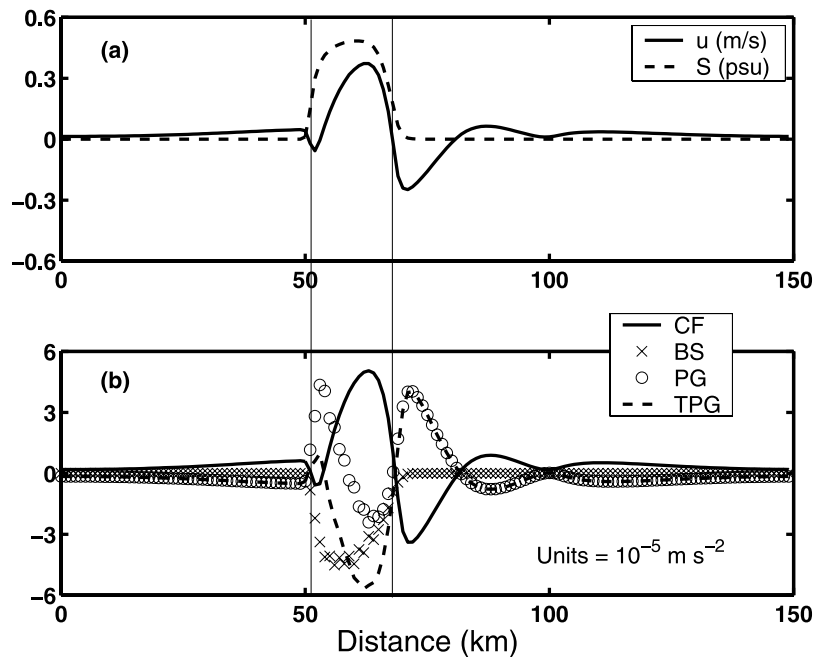 0.6
(a)
u (m/s)
S (psu)
0.3
0
−0.3
−0.6
0 50 100 150
CF
BS
PG
TPG
6
(b)
3
0
−3
Units = 10⁻⁵ m s⁻²
−6
0 50 100 150
Distance (km)